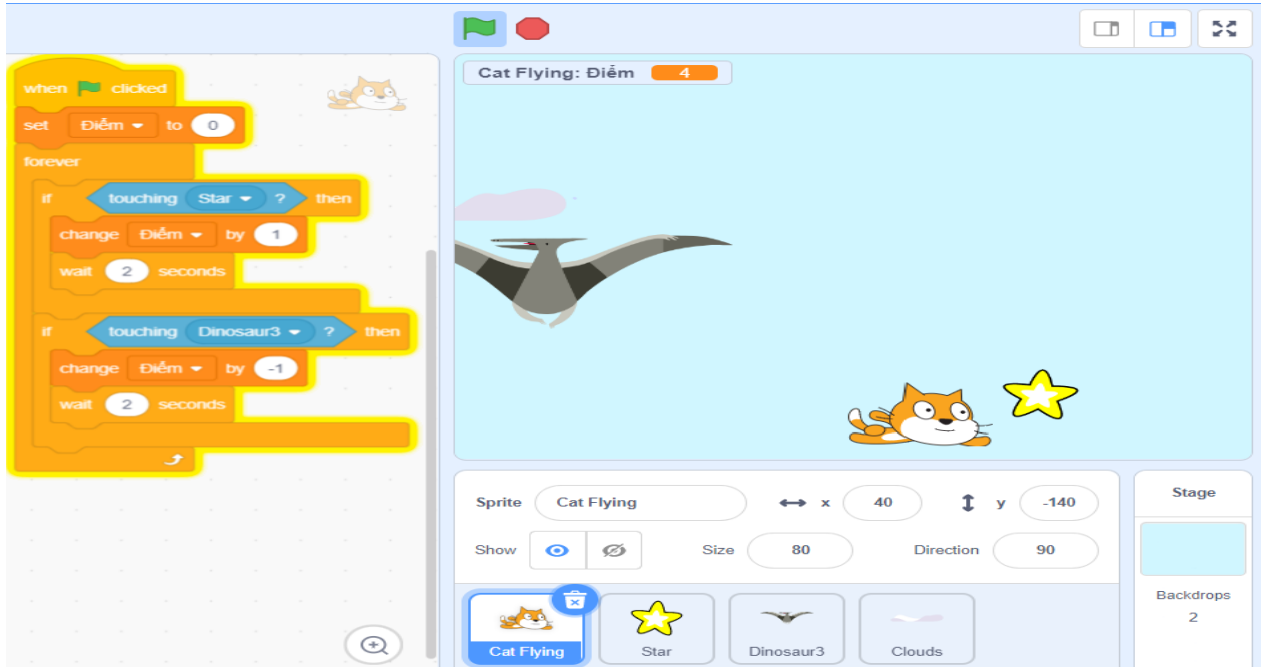 when clicked
set Điểm to 0
forever
if touching Star ? then
change Điểm by 1
wait 2 seconds
if touching Dinosaur3 ? then
change Điểm by -1
wait 2 seconds
Cat Flying: Điểm 4
Sprite Cat Flying x 40 y -140
Show Size 80 Direction 90
Cat Flying
Star
Dinosaur3
Clouds
Stage
Backdrops
2